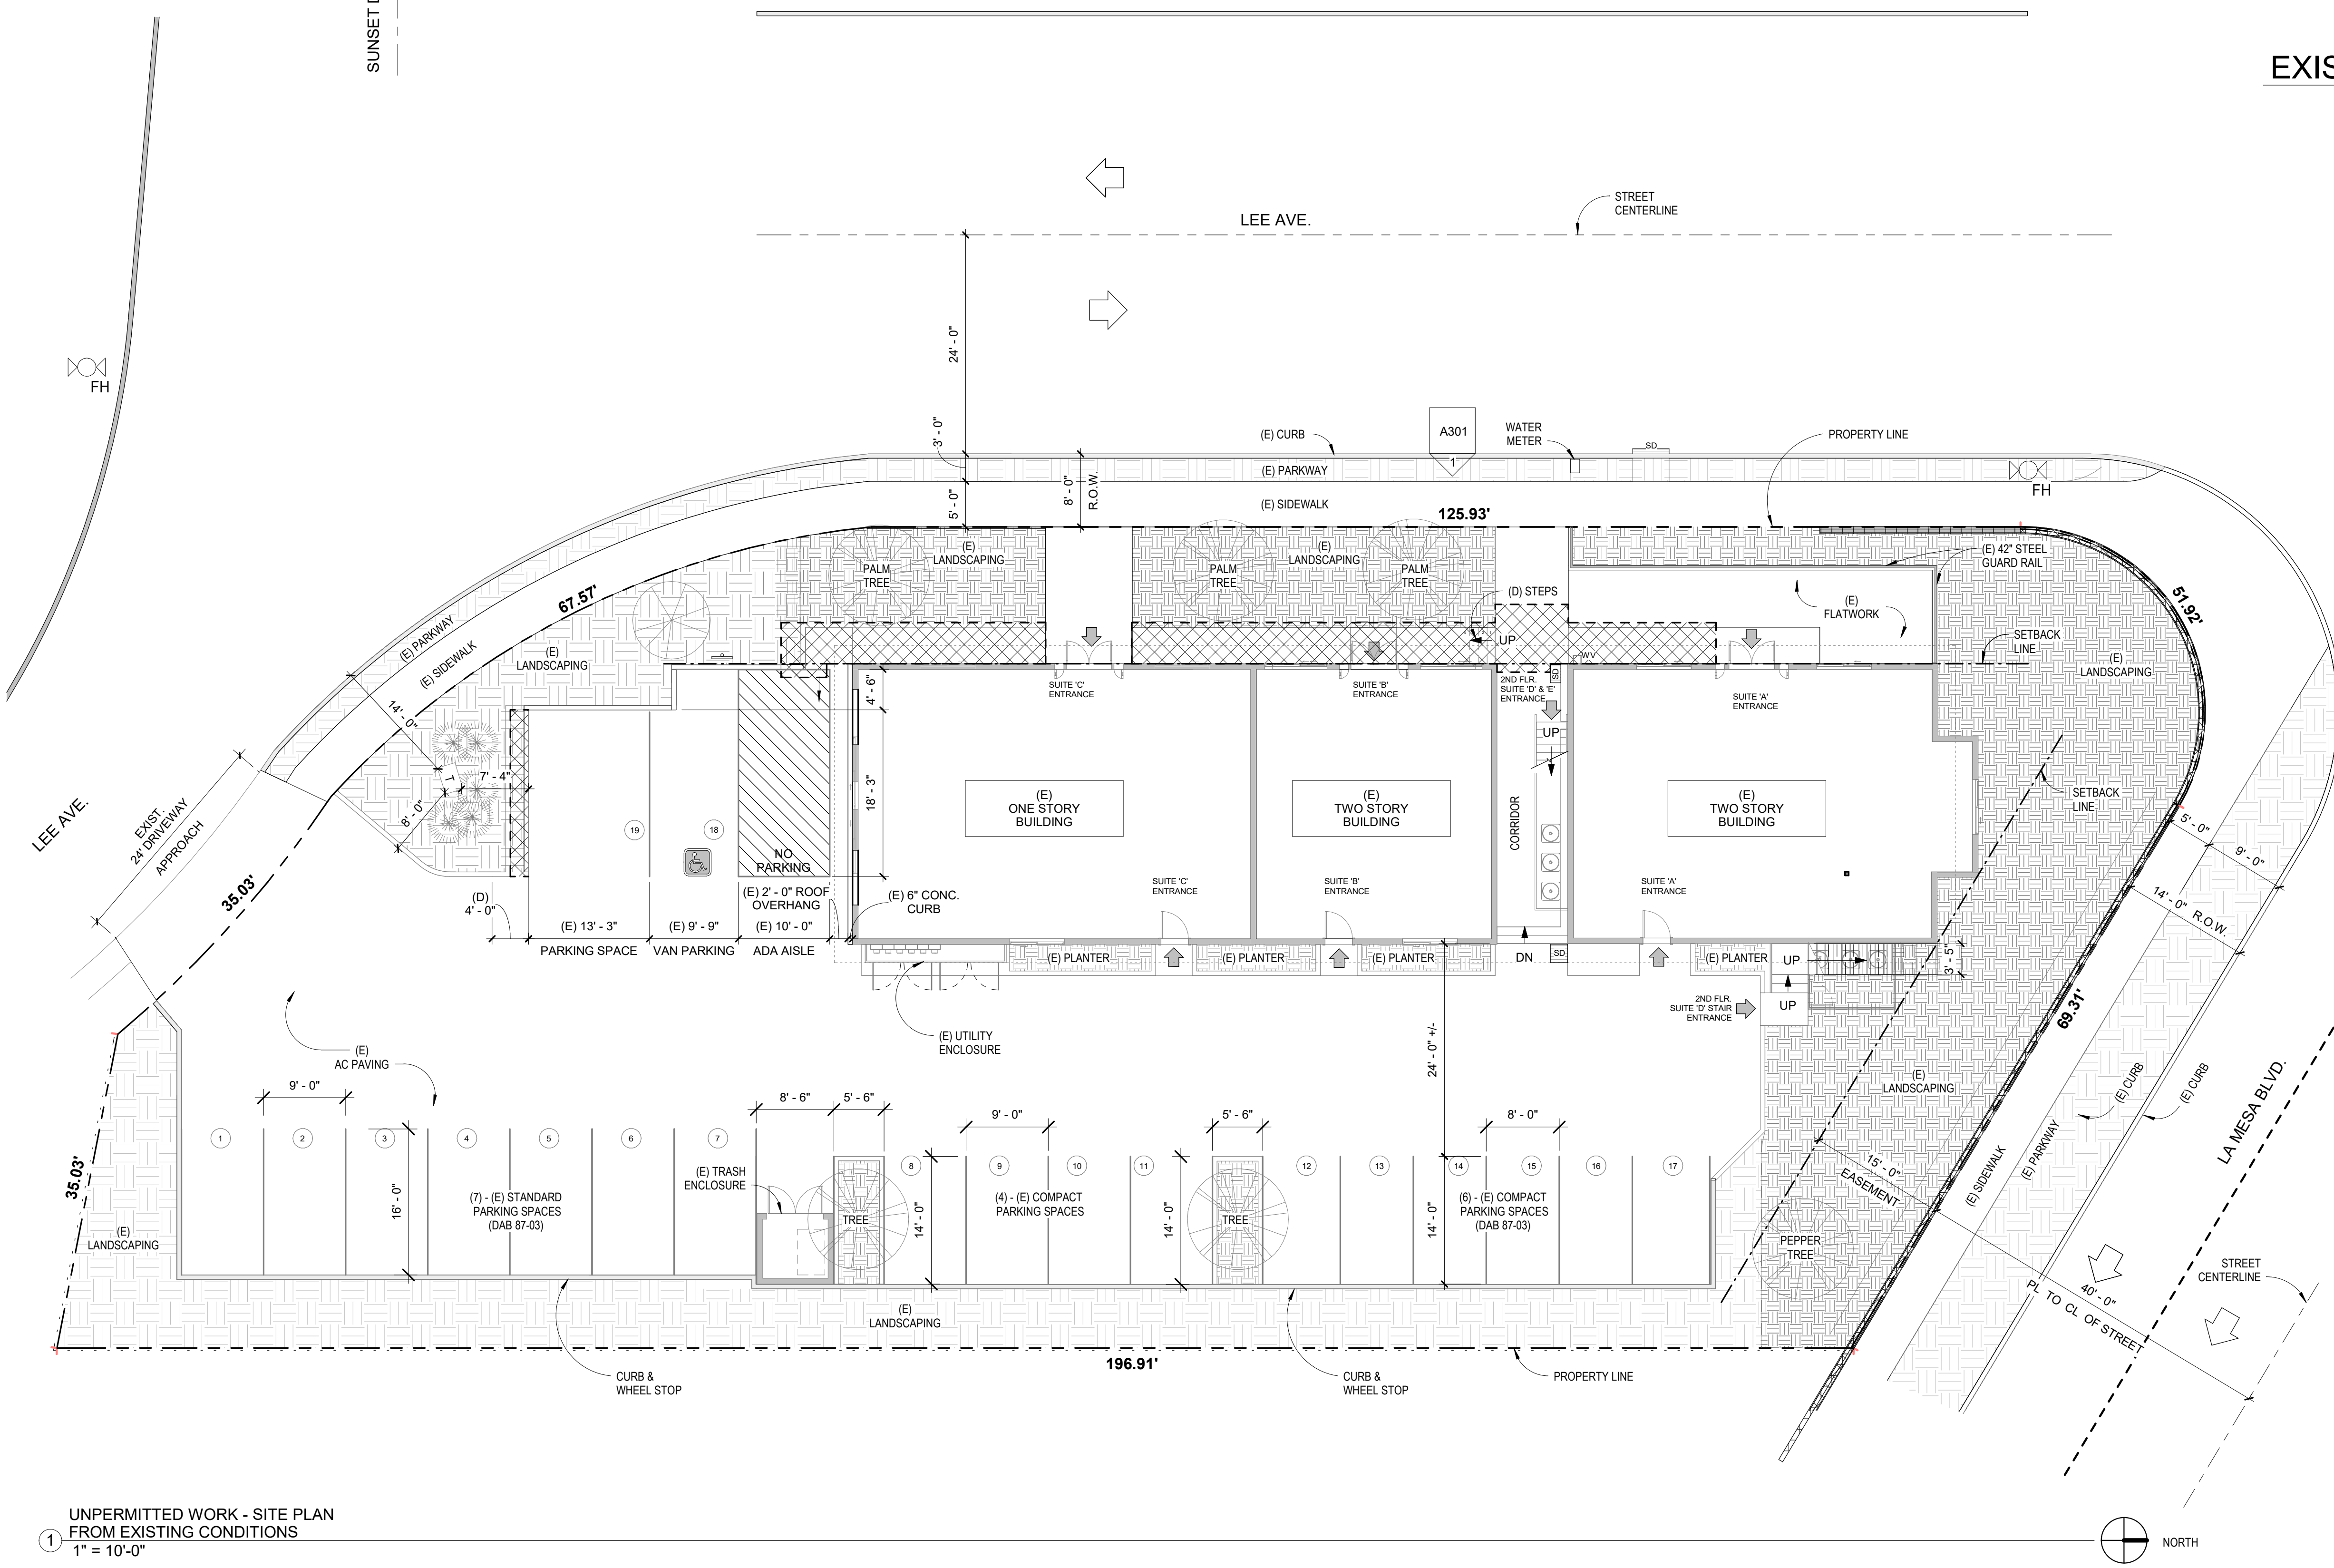 SUNSET D
EXIS
LEE AVE.
STREET
CENTERLINE
24' - 0"
FH
3' - 0"
5' - 0"
8' - 0"
R.O.W.
(E) CURB
A301
1
WATER
METER
SD
PROPERTY LINE
(E) PARKWAY
FH
(E) SIDEWALK
125.93'
(E)
LANDSCAPING
PALM
TREE
(E)
LANDSCAPING
PALM
TREE
PALM
TREE
(E) 42" STEEL
GUARD RAIL
(D) STEPS
UP
(E)
FLATWORK
51.92'
SETBACK
LINE
67.57'
(E) PARKWAY
(E) SIDEWALK
(E)
LANDSCAPING
(E)
LANDSCAPING
WV
SD
4' - 6"
SUITE 'C'
ENTRANCE
SUITE 'B'
ENTRANCE
2ND FLR.
SUITE 'D' & 'E'
ENTRANCE
SUITE 'A'
ENTRANCE
14' - 0"
UP
T
7' - 4"
8' - 0"
18' - 3"
(E)
ONE STORY
BUILDING
(E)
TWO STORY
BUILDING
CORRIDOR
(E)
TWO STORY
BUILDING
SETBACK
LINE
5' - 0"
9' - 0"
14' - 0" R.O.W.
LEE AVE.
EXIST.
24' DRIVEWAY
APPROACH
35.03'
19
18
NO
PARKING
(D)
4' - 0"
(E) 2' - 0" ROOF
OVERHANG
(E) 6" CONC.
CURB
SUITE 'C'
ENTRANCE
SUITE 'B'
ENTRANCE
SUITE 'A'
ENTRANCE
(E) 13' - 3"
(E) 9' - 9"
(E) 10' - 0"
PARKING SPACE
VAN PARKING
ADA AISLE
(E) PLANTER
(E) PLANTER
(E) PLANTER
DN
SD
(E) PLANTER
UP
3' - 5"
UP
2ND FLR.
SUITE 'D' STAIR
ENTRANCE
69.31'
(E) UTILITY
ENCLOSURE
24' - 0" +/-
(E)
AC PAVING
(E)
LANDSCAPING
(E) CURB
(E) CURB
LA MESA BLVD.
9' - 0"
8' - 6"
5' - 6"
9' - 0"
5' - 6"
8' - 0"
1
2
3
4
5
6
7
8
9
10
11
12
13
14
15
16
17
35.03'
16' - 0"
(7) - (E) STANDARD
PARKING SPACES
(DAB 87-03)
(E) TRASH
ENCLOSURE
TREE
14' - 0"
(4) - (E) COMPACT
PARKING SPACES
14' - 0"
TREE
14' - 0"
(6) - (E) COMPACT
PARKING SPACES
(DAB 87-03)
15' - 0"
EASEMENT
(E) SIDEWALK
(E) PARKWAY
PEPPER
TREE
(E)
LANDSCAPING
STREET
CENTERLINE
40' - 0"
PL TO CL OF STREET
(E)
LANDSCAPING
196.91'
CURB &
WHEEL STOP
CURB &
WHEEL STOP
PROPERTY LINE
1
UNPERMITTED WORK - SITE PLAN
FROM EXISTING CONDITIONS
1" = 10'-0"
NORTH